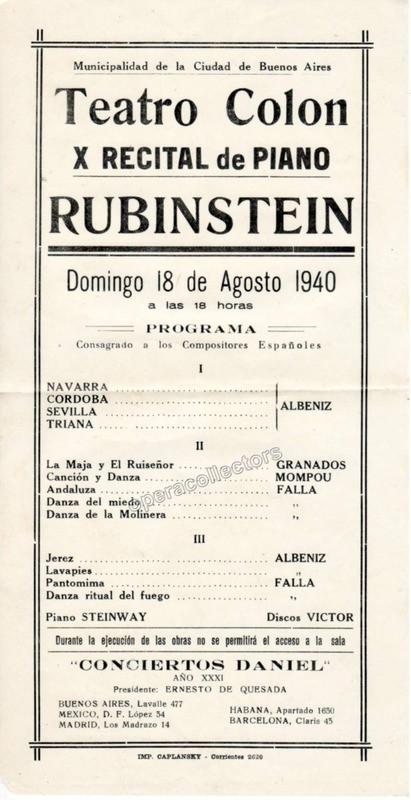 Municipalidad de la Ciudad de Buenos Aires
Teatro Colon
X RECITAL de PIANO
RUBINSTEIN
Domingo 18 de Agosto 1940
a las 18 horas
PROGRAMA
Consagrado a los Compositores Españoles
I
NAVARRA
CORDOBA
SEVILLA
TRIANA
ALBENIZ
II
La Maja y El Ruiseñor GRANADOS
Canción y Danza MOMPOU
Andaluza FALLA
Danza del miedo „
Danza de la Molinera „
III
Jerez ALBENIZ
Lavapies „
Pantomima FALLA
Danza ritual del fuego „
Piano STEINWAY Discos VICTOR
Durante la ejecución de las obras no se permitirá el acceso a la sala
"CONCIERTOS DANIEL"
AÑO XXXI
Presidente: ERNESTO DE QUESADA
BUENOS AIRES, Lavalle 477
MEXICO, D. F. López 34
MADRID, Los Madrazo 14
HABANA, Apartado 1650
BARCELONA, Claris 45
IMP. CAPLANSKY - Corrientes 2620
operacollectors